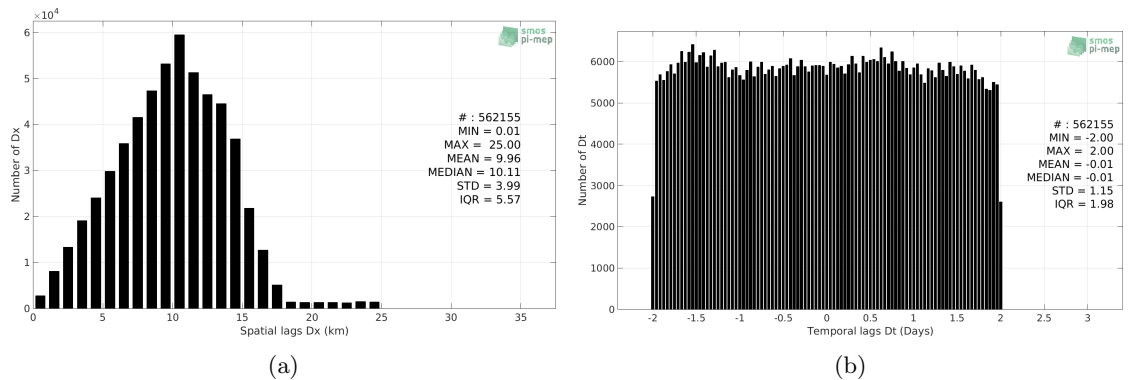 ×10⁴
6
5
4
3
2
1
0
Number of Dx
smos
pi-mep
# : 562155
MIN = 0.01
MAX = 25.00
MEAN = 9.96
MEDIAN = 10.11
STD = 3.99
IQR = 5.57
0 5 10 15 20 25 30 35
Spatial lags Dx (km)
(a)
6000
5000
4000
3000
2000
1000
0
Number of Dt
smos
pi-mep
# : 562155
MIN = -2.00
MAX = 2.00
MEAN = -0.01
MEDIAN = -0.01
STD = 1.15
IQR = 1.98
-2 -1.5 -1 -0.5 0 0.5 1 1.5 2 2.5 3
Temporal lags Dt (Days)
(b)